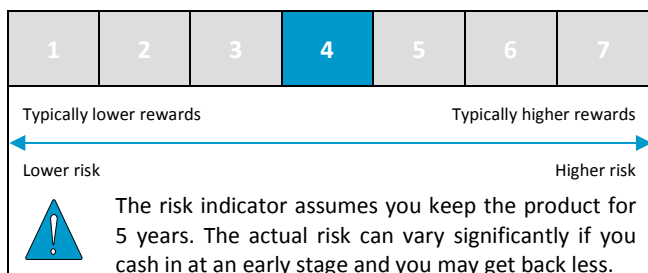 1 2 3 4 5 6 7
Typically lower rewards Typically higher rewards
Lower risk Higher risk
The risk indicator assumes you keep the product for
5 years. The actual risk can vary significantly if you
cash in at an early stage and you may get back less.